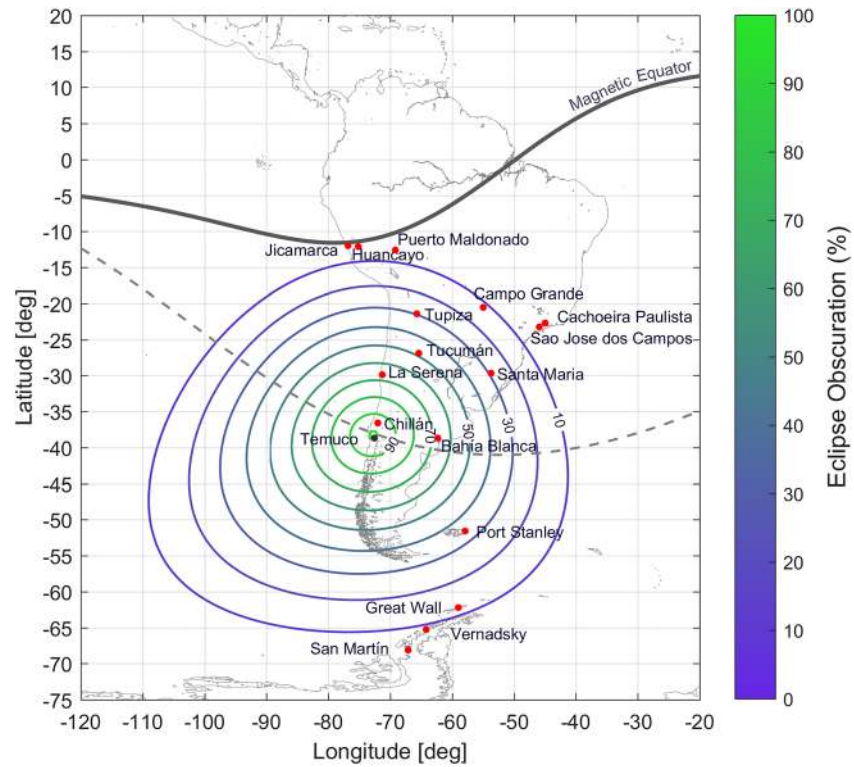 20
15
10
5
0
-5
-10
-15
-20
-25
-30
-35
-40
-45
-50
-55
-60
-65
-70
-75
Latitude [deg]
Magnetic Equator
Jicamarca
Huancayo
Puerto Maldonado
Campo Grande
Tupiza
Cachoeira Paulista
Sao Jose dos Campos
Tucumán
La Serena
Santa Maria
Chillán
Temuco
90
70
50
30
10
Bahia Blanca
Port Stanley
Great Wall
Vernadsky
San Martín
-120 -110 -100 -90 -80 -70 -60 -50 -40 -30 -20
Longitude [deg]
100
90
80
70
60
50
40
30
20
10
0
Eclipse Obscuration (%)